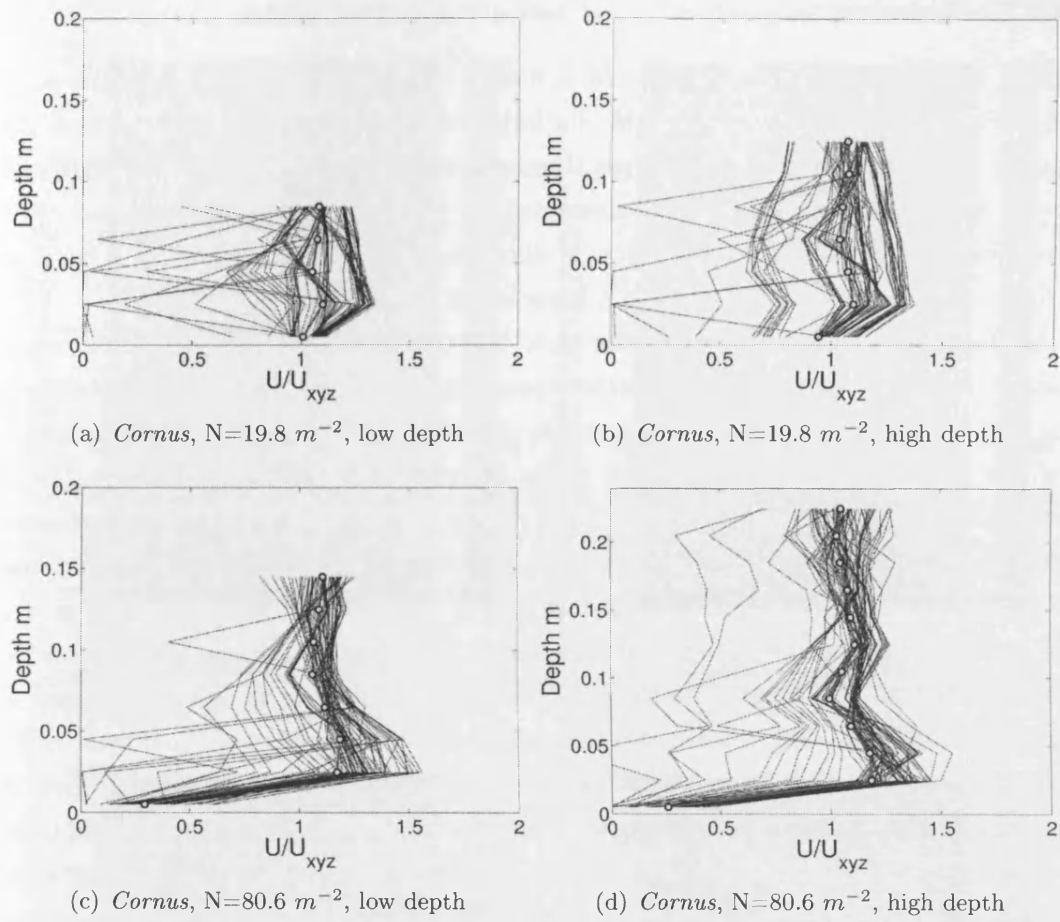 0.2
0.15
0.1
0.05
0
Depth m
0 0.5 1 1.5 2
U/U_xyz
(a) Cornus, N=19.8 m⁻², low depth
0.2
0.15
0.1
0.05
0
Depth m
0 0.5 1 1.5 2
U/U_xyz
(b) Cornus, N=19.8 m⁻², high depth
0.2
0.15
0.1
0.05
0
Depth m
0 0.5 1 1.5 2
U/U_xyz
(c) Cornus, N=80.6 m⁻², low depth
0.2
0.15
0.1
0.05
0
Depth m
0 0.5 1 1.5 2
U/U_xyz
(d) Cornus, N=80.6 m⁻², high depth